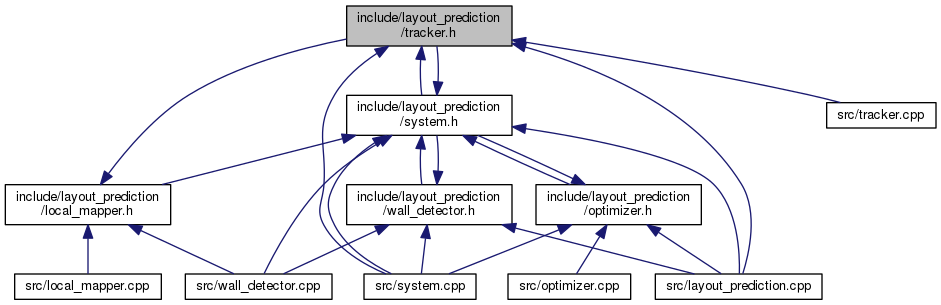 include/layout_prediction
/tracker.h
include/layout_prediction
/system.h
src/tracker.cpp
include/layout_prediction
/local_mapper.h
include/layout_prediction
/wall_detector.h
include/layout_prediction
/optimizer.h
src/local_mapper.cpp
src/wall_detector.cpp
src/system.cpp
src/optimizer.cpp
src/layout_prediction.cpp